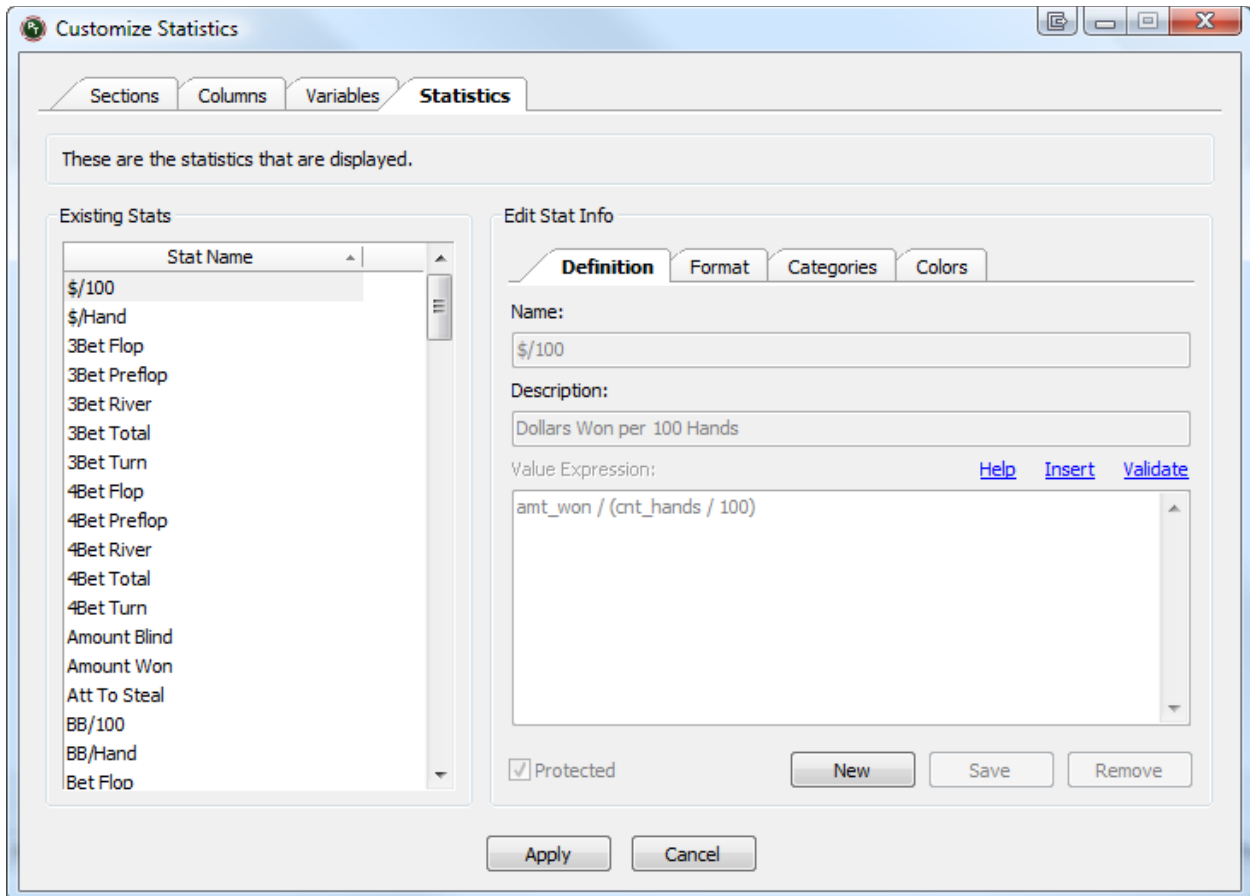 Customize Statistics
Sections Columns Variables Statistics
These are the statistics that are displayed.
Existing Stats
Stat Name
$/100
$/Hand
3Bet Flop
3Bet Preflop
3Bet River
3Bet Total
3Bet Turn
4Bet Flop
4Bet Preflop
4Bet River
4Bet Total
4Bet Turn
Amount Blind
Amount Won
Att To Steal
BB/100
BB/Hand
Bet Flop
Edit Stat Info
Definition Format Categories Colors
Name:
$/100
Description:
Dollars Won per 100 Hands
Value Expression: Help Insert Validate
amt_won / (cnt_hands / 100)
Protected New Save Remove
Apply Cancel